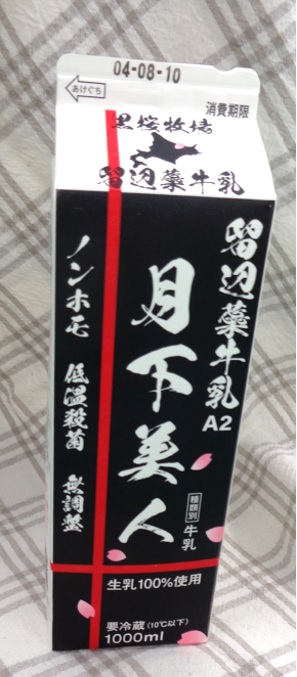 04-08-10
あけぐち
消費期限
黒桜牧場
留辺蘂牛乳
留辺蘂牛乳
A2
月下美人
種類別
牛乳
ノンホモ 低温殺菌 無調整
生乳100%使用
要冷蔵(10℃以下)
1000ml